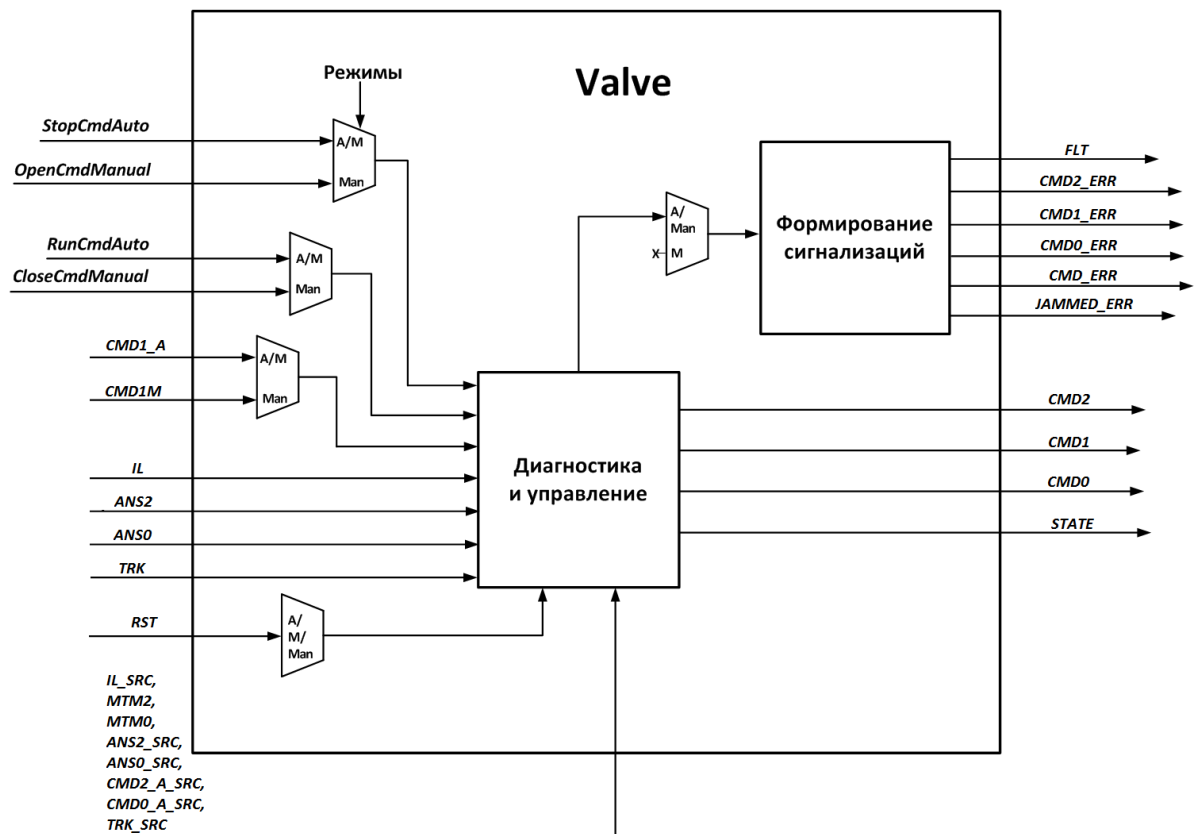 Valve
Режимы
StopCmdAuto
A/M
OpenCmdManual
Man
RunCmdAuto
A/M
CloseCmdManual
Man
CMD1_A
A/M
CMD1M
Man
IL
ANS2
ANS0
TRK
RST
A/
M/
Man
IL_SRC,
MTM2,
MTM0,
ANS2_SRC,
ANS0_SRC,
CMD2_A_SRC,
CMD0_A_SRC,
TRK_SRC
Диагностика
и управление
A/
Man
X
M
Формирование
сигнализаций
FLT
CMD2_ERR
CMD1_ERR
CMD0_ERR
CMD_ERR
JAMMED_ERR
CMD2
CMD1
CMD0
STATE